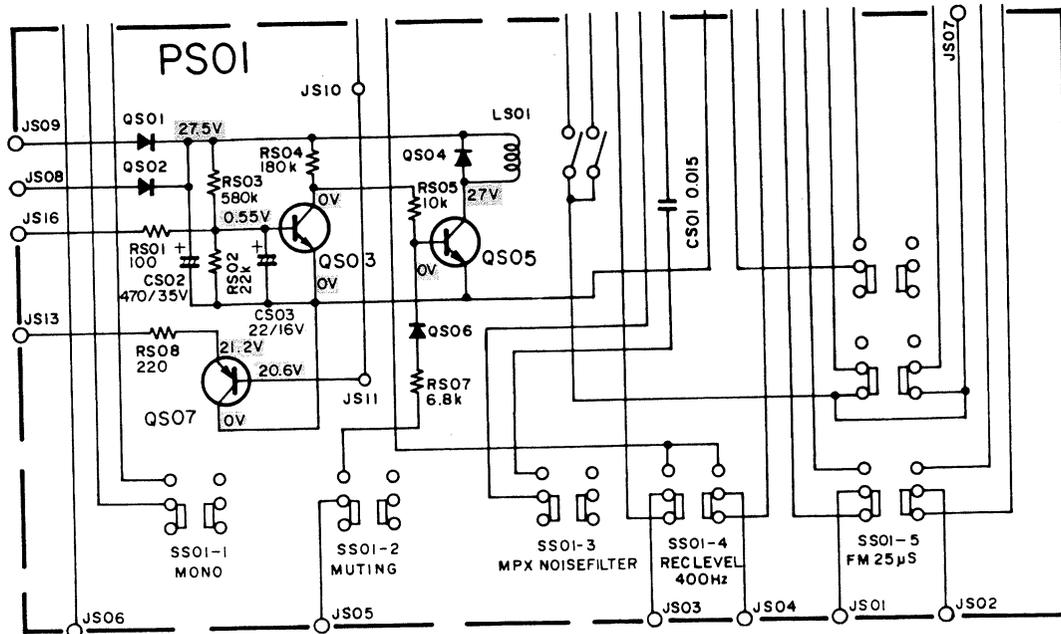 PS01
JS07
JS10
LS01
JS09
QS01
27.5V
JS08
QS02
RS03
580k
RS04
180k
QS04
RS05
10k
27V
CS01 0.015
0V
JS16
0.55V
RS01
100
+
CS02
470/35V
RS02
22k
+
CS03
22/16V
QS03
0V
0V
QS05
JS13
RS08
220
21.2V
20.6V
QS06
RS07
6.8k
JS11
QS07
0V
SS01-1
MONO
SS01-2
MUTING
SS01-3
MPX NOISEFILTER
SS01-4
REC LEVEL
400Hz
SS01-5
FM 25µS
JS06
JS05
JS03
JS04
JS01
JS02